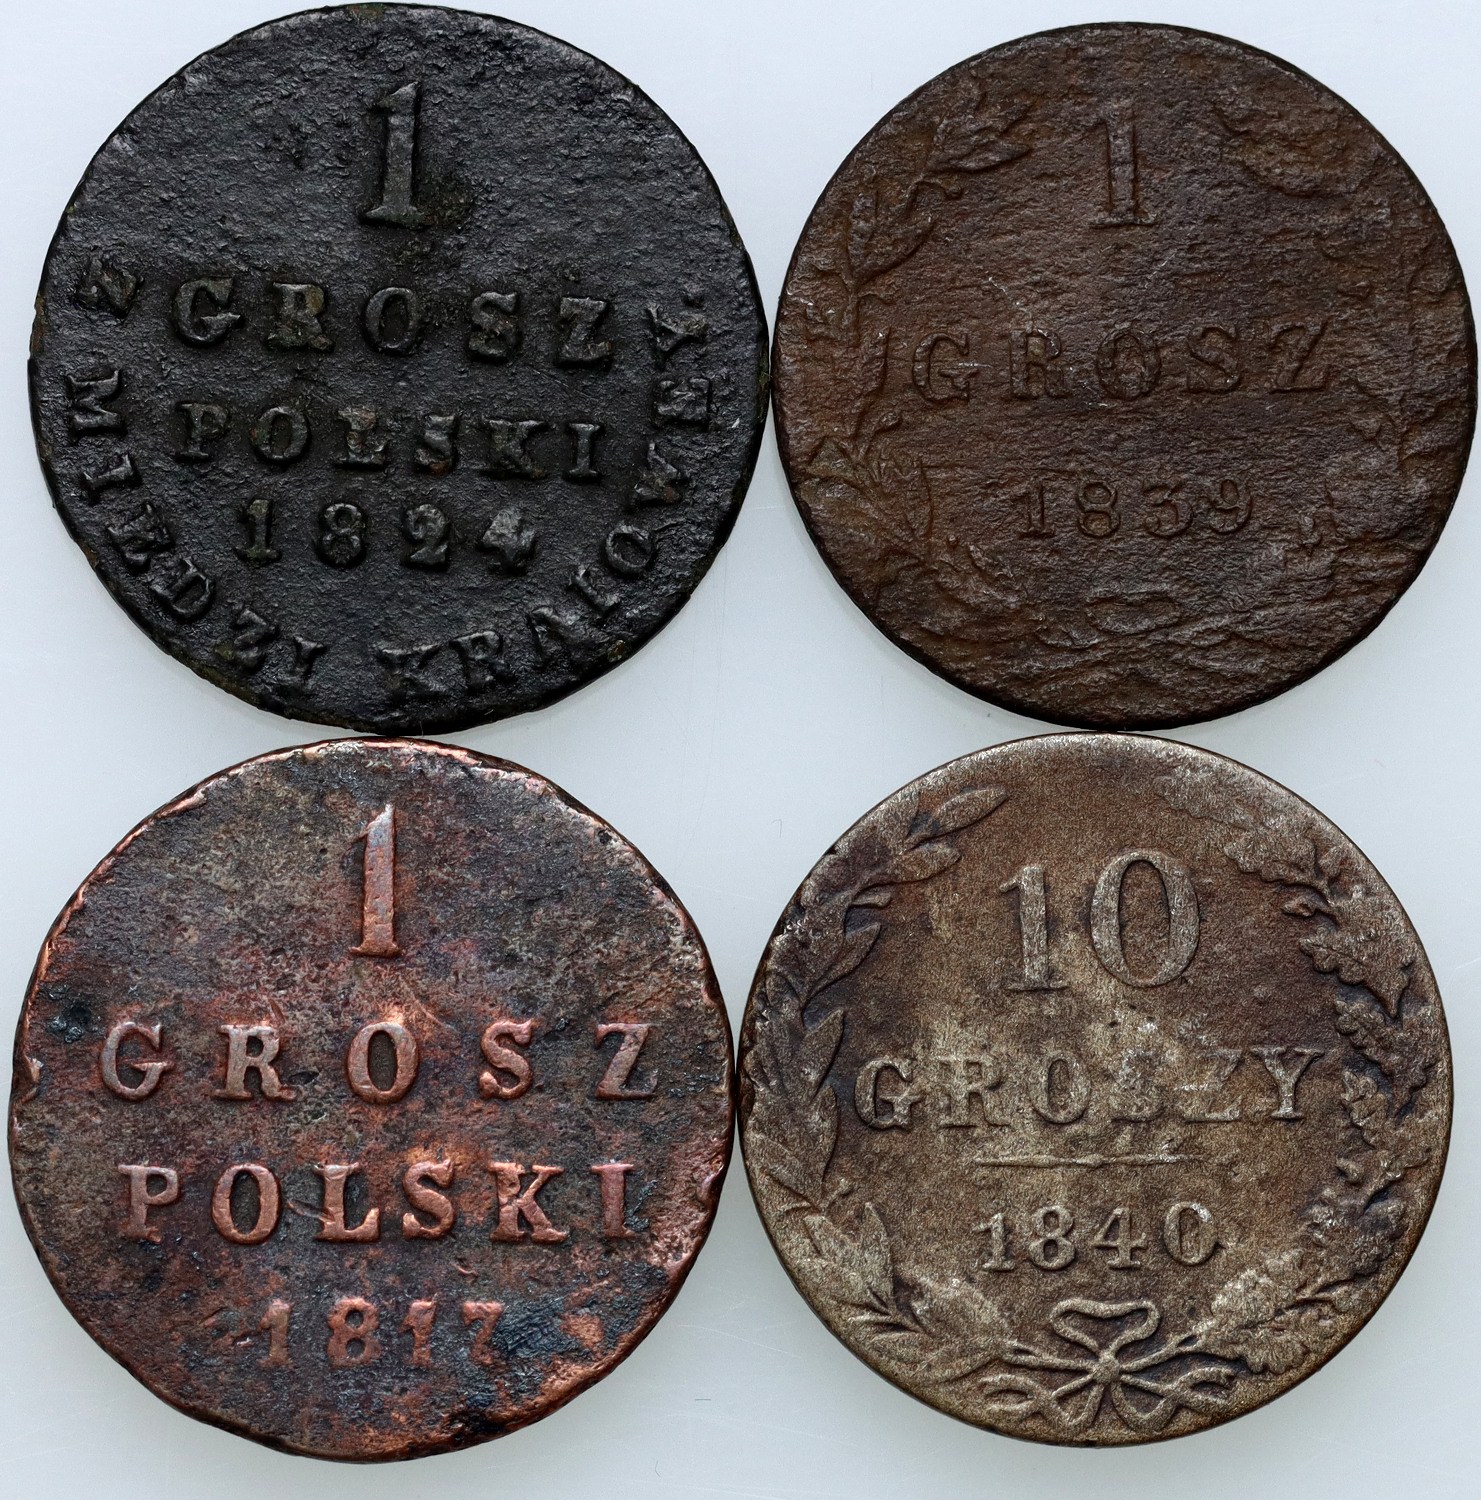 1
GROSZ
POLSKI
1824
Z MIEDZI KRAIOWEY.
1
GROSZ
1839
1
GROSZ
POLSKI
1817
10
GROSZY
1840